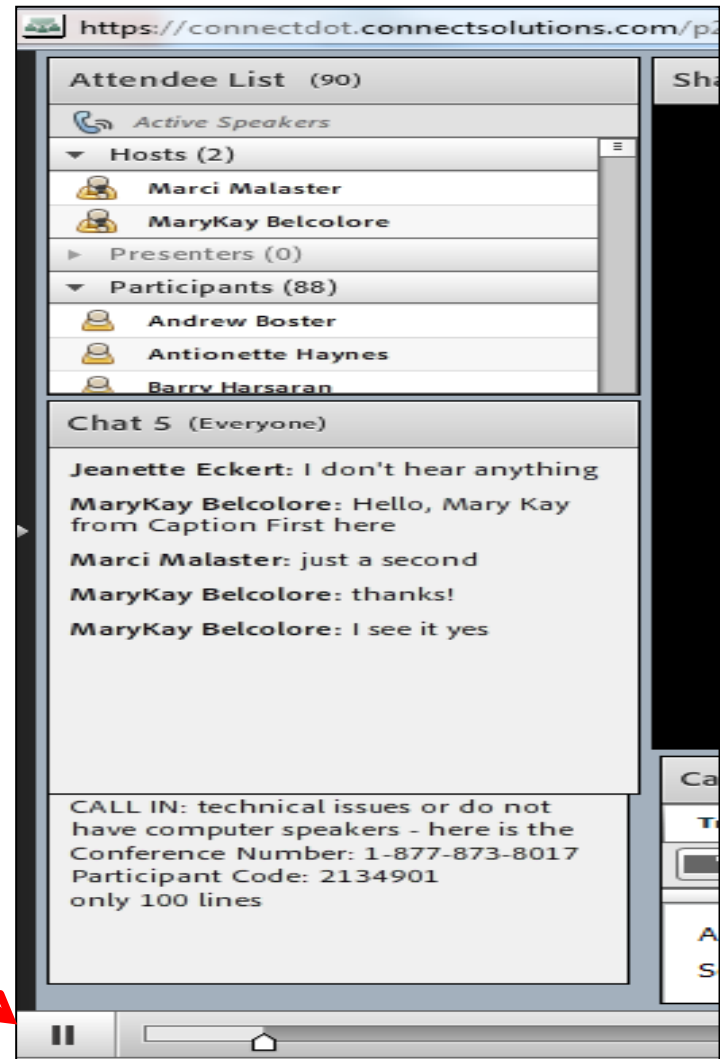 https://connectdot.connectsolutions.com/p2
Attendee List (90)
Active Speakers
Hosts (2)
Marci Malaster
MaryKay Belcolore
Presenters (0)
Participants (88)
Andrew Boster
Antionette Haynes
Barry Harsaran
Chat 5 (Everyone)
Jeanette Eckert: I don't hear anything
MaryKay Belcolore: Hello, Mary Kay
from Caption First here
Marci Malaster: just a second
MaryKay Belcolore: thanks!
MaryKay Belcolore: I see it yes
CALL IN: technical issues or do not
have computer speakers - here is the
Conference Number: 1-877-873-8017
Participant Code: 2134901
only 100 lines
Sha
Ca
A
S